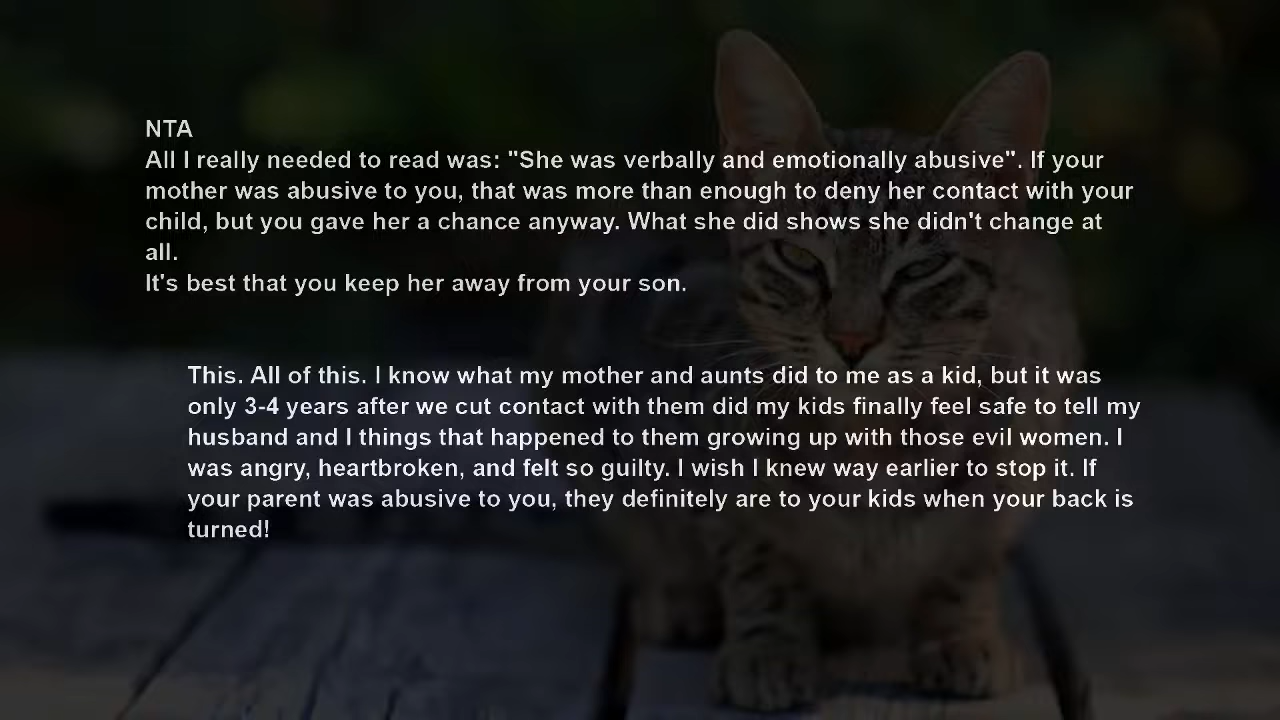 NTA
All I really needed to read was: "She was verbally and emotionally abusive". If your
mother was abusive to you, that was more than enough to deny her contact with your
child, but you gave her a chance anyway. What she did shows she didn't change at
all.
It's best that you keep her away from your son.
This. All of this. I know what my mother and aunts did to me as a kid, but it was
only 3-4 years after we cut contact with them did my kids finally feel safe to tell my
husband and I things that happened to them growing up with those evil women. I
was angry, heartbroken, and felt so guilty. I wish I knew way earlier to stop it. If
your parent was abusive to you, they definitely are to your kids when your back is
turned!